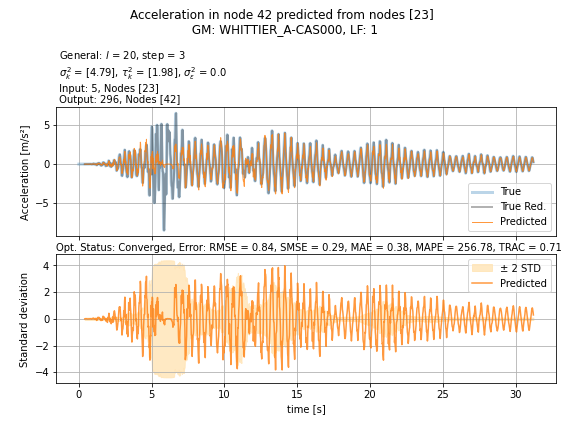 Acceleration in node 42 predicted from nodes [23]
GM: WHITTIER_A-CAS000, LF: 1
General: l = 20, step = 3
σ²ₖ = [4.79], τ²ₖ = [1.98], σ²_ε = 0.0
Input: 5, Nodes [23]
Output: 296, Nodes [42]
Acceleration [m/s²]
5
0
−5
True
True Red.
Predicted
Opt. Status: Converged, Error: RMSE = 0.84, SMSE = 0.29, MAE = 0.38, MAPE = 256.78, TRAC = 0.71
Standard deviation
4
2
0
−2
−4
± 2 STD
Predicted
0 5 10 15 20 25 30
time [s]